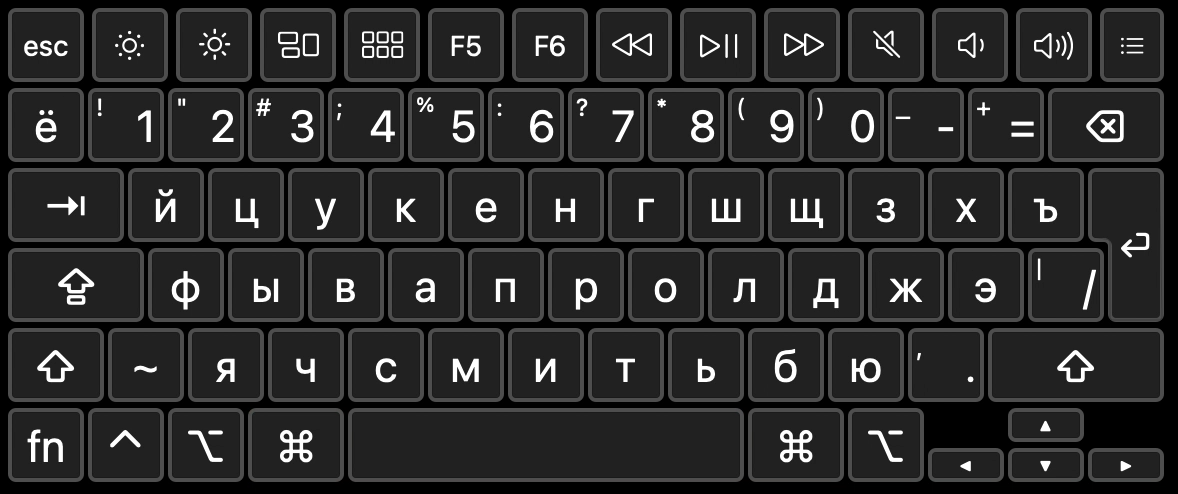 esc F5 F6
ё ! 1 " 2 # 3 ; 4 % 5 : 6 ? 7 * 8 ( 9 ) 0 _ - + =
й ц у к е н г ш щ з х ъ
ф ы в а п р о л д ж э | /
~ я ч с м и т ь б ю ʼ .
fn ^ ⌥ ⌘ ⌘ ⌥